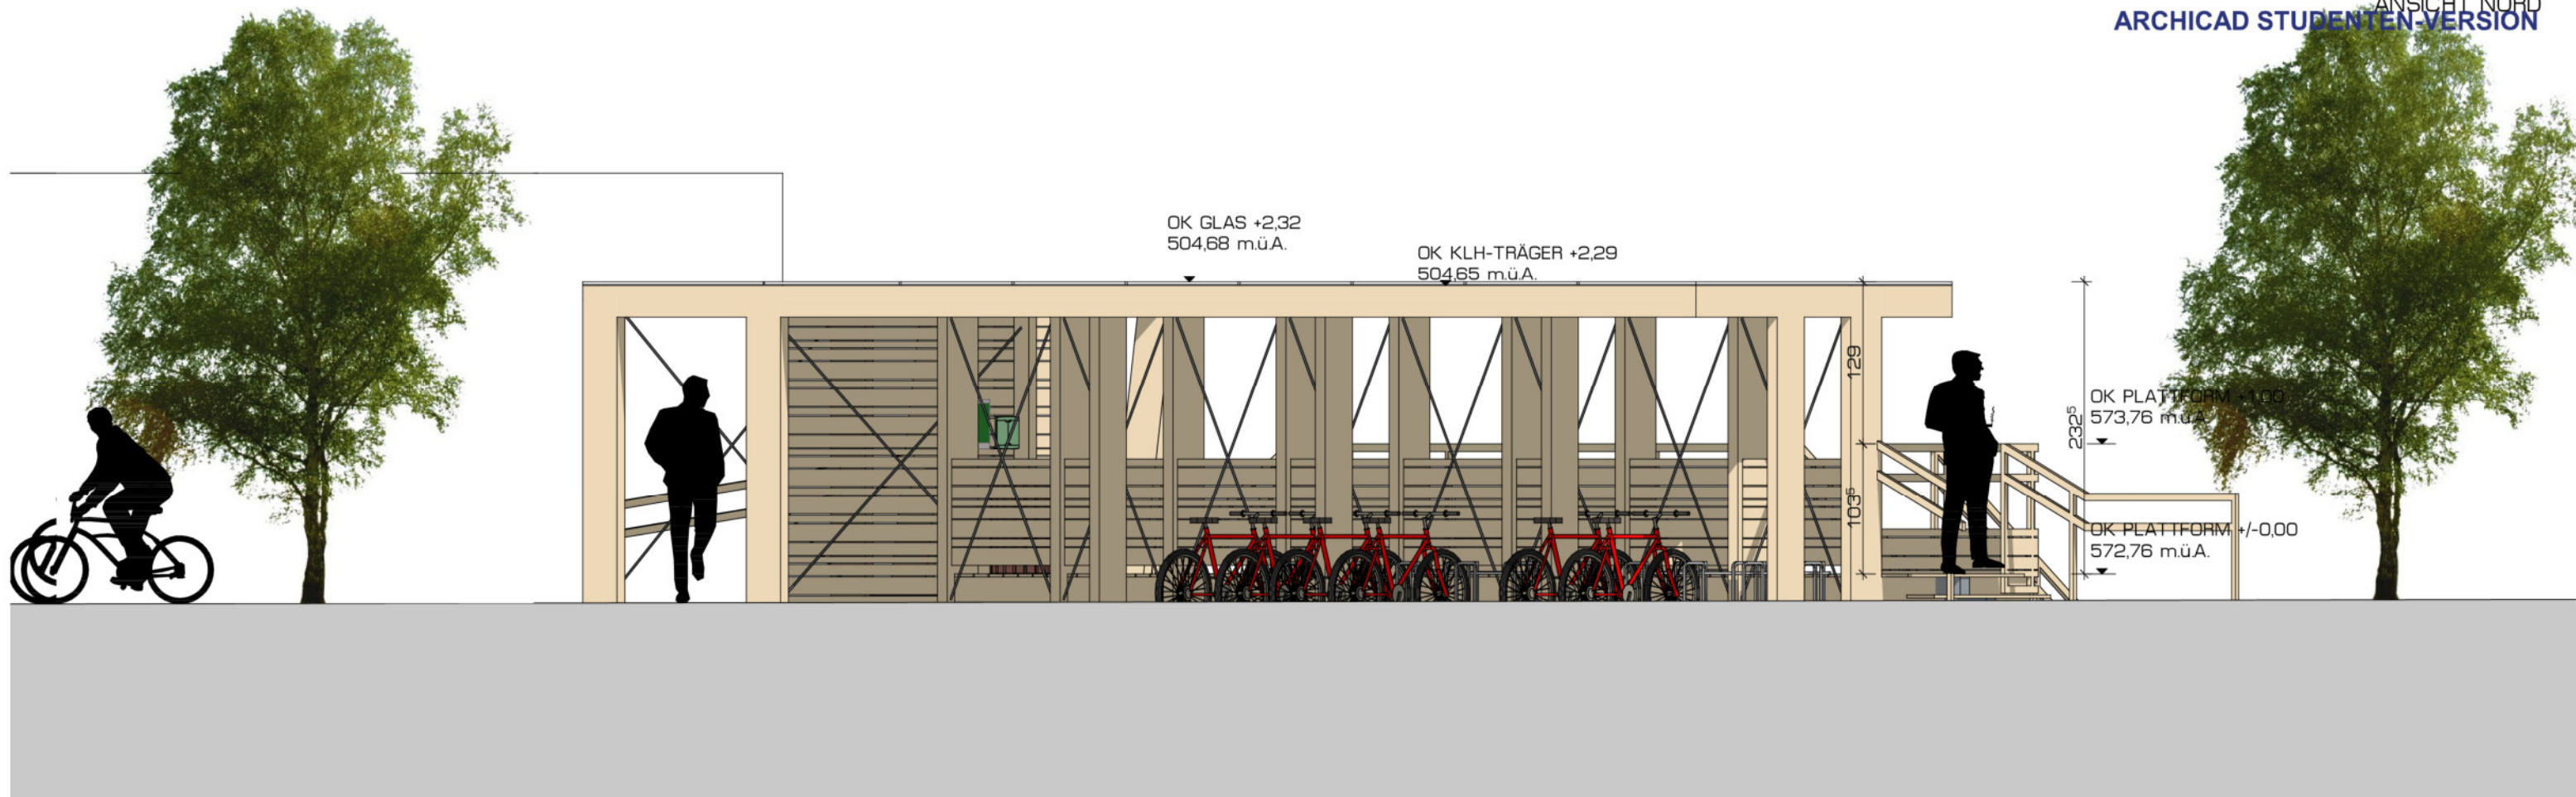 ANSICHT NORD
ARCHICAD STUDENTEN-VERSION
OK GLAS +2,32
504,68 m.ü.A.
OK KLH-TRÄGER +2,29
504,65 m.ü.A.
129
103⁵
232⁵
OK PLATTFORM +1,00
573,76 m.ü.A.
OK PLATTFORM +/-0,00
572,76 m.ü.A.